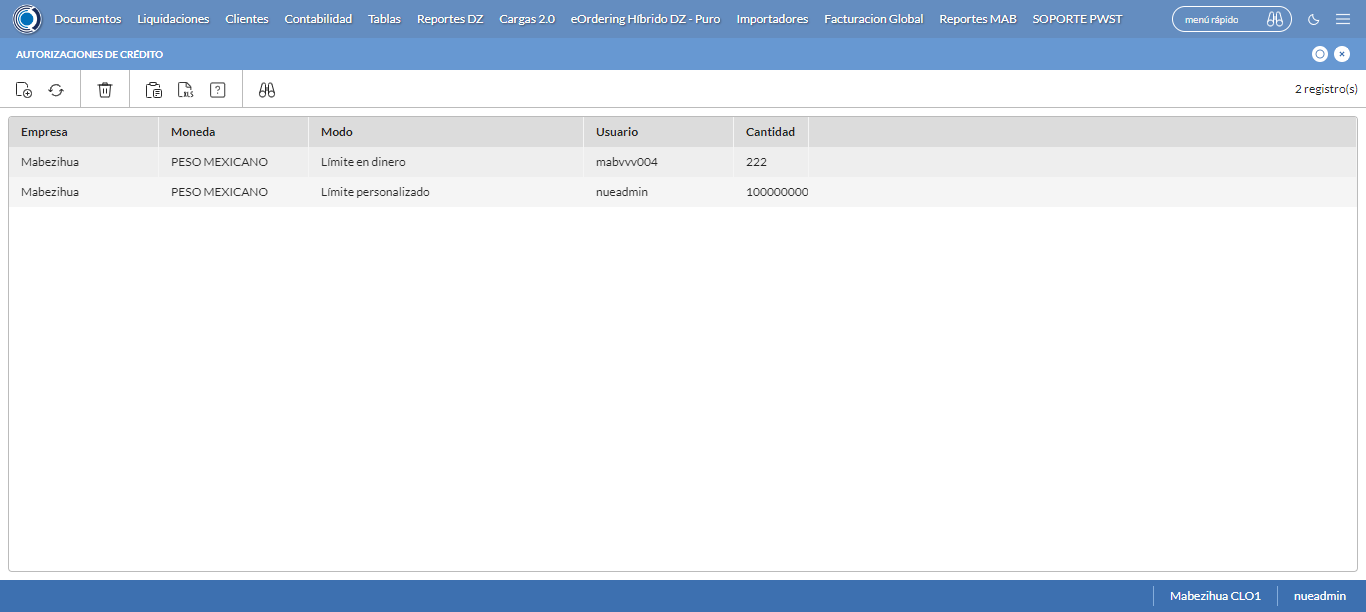 Documentos Liquidaciones Clientes Contabilidad Tablas Reportes DZ Cargas 2.0 eOrdering Híbrido DZ - Puro Importadores Facturacion Global Reportes MAB SOPORTE PWST menú rápido
AUTORIZACIONES DE CRÉDITO
XLS ? 2 registro(s)
Empresa Moneda Modo Usuario Cantidad
Mabezihua PESO MEXICANO Límite en dinero mabvvv004 222
Mabezihua PESO MEXICANO Límite personalizado nueadmin 100000000
Mabezihua CLO1 nueadmin